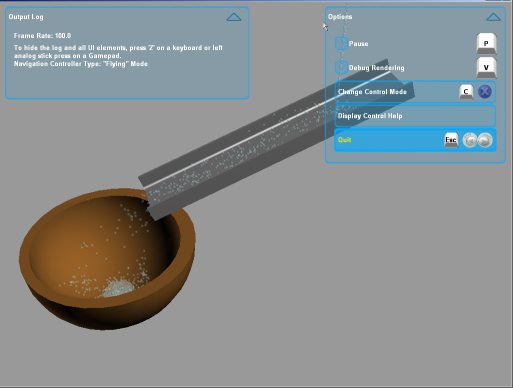 Output Log
Frame Rate: 100.0
To hide the log and all UI elements, press 'Z' on a keyboard or left
analog stick press on a Gamepad.
Navigation Controller Type: "Flying" Mode
Options
Pause
P
Debug Rendering
V
Change Control Mode
C
Display Control Help
Quit
Esc